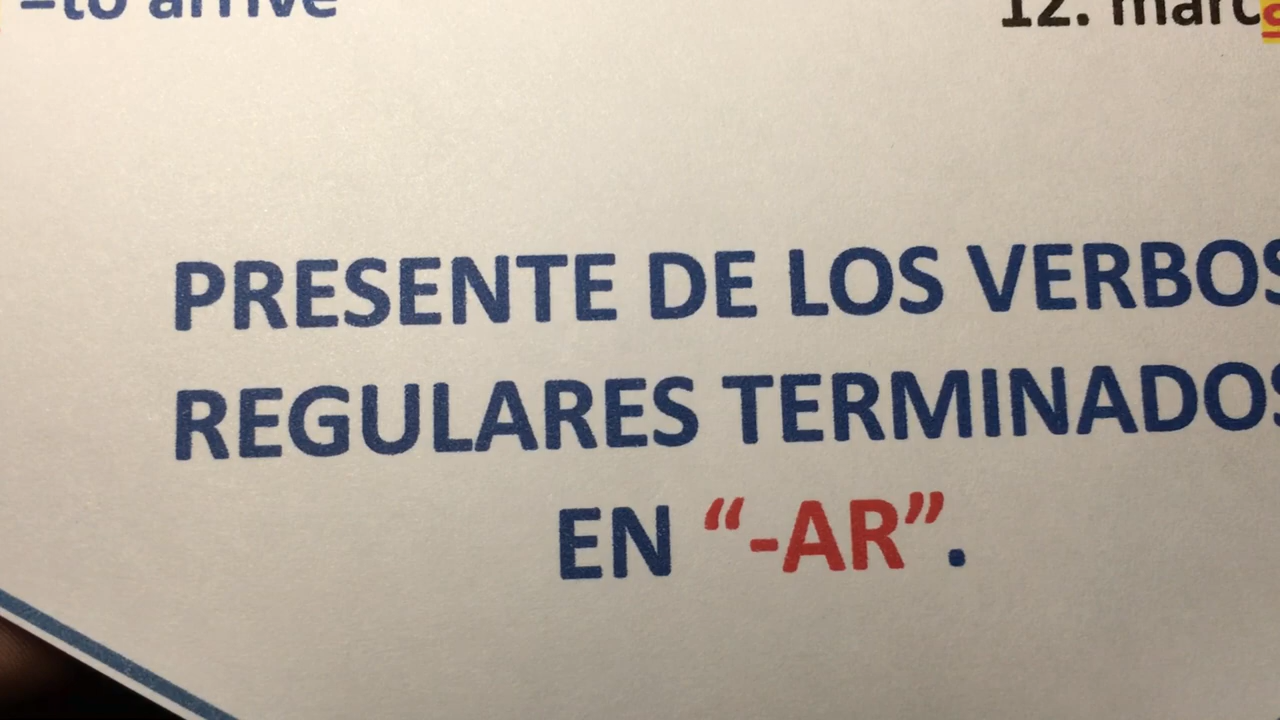 =to arrive
12. marc
PRESENTE DE LOS VERBOS
REGULARES TERMINADOS
EN “-AR”.